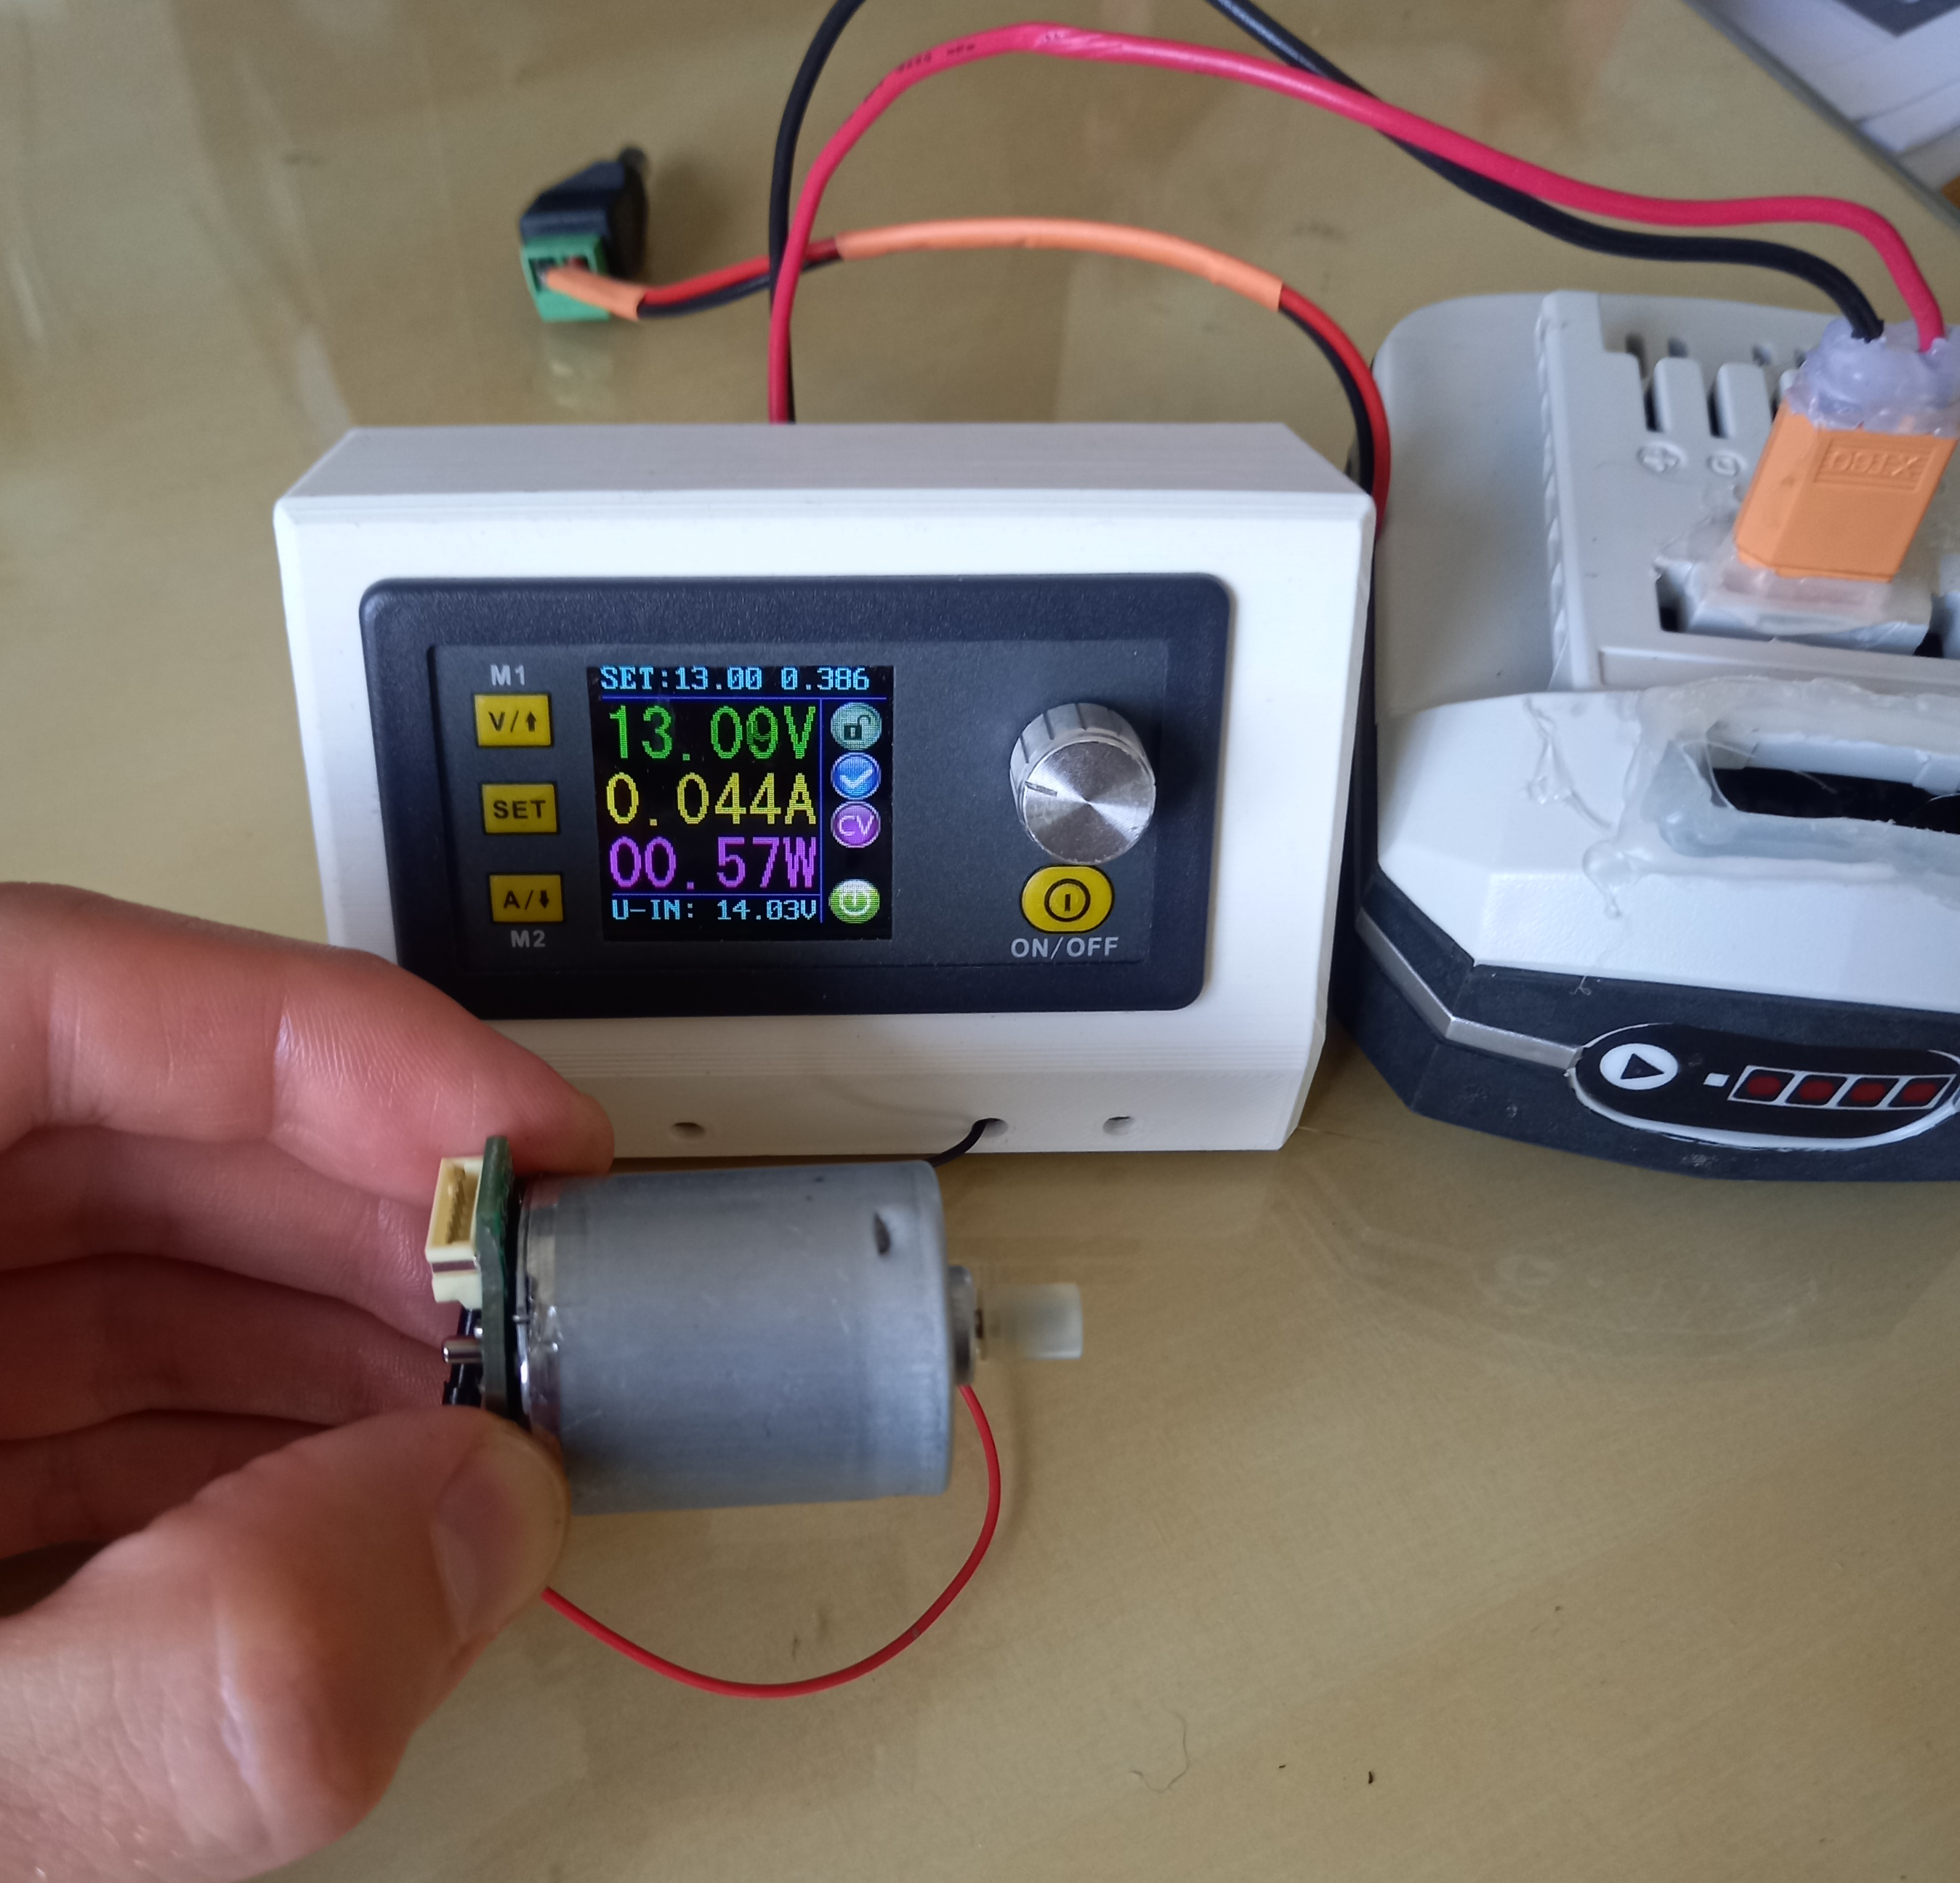 XT60
M1
V/⬆
SET
A/⬇
M2
SET:13.00 0.386
13.09V
0.044A
00.57W
U-IN: 14.03V
CV
ON/OFF